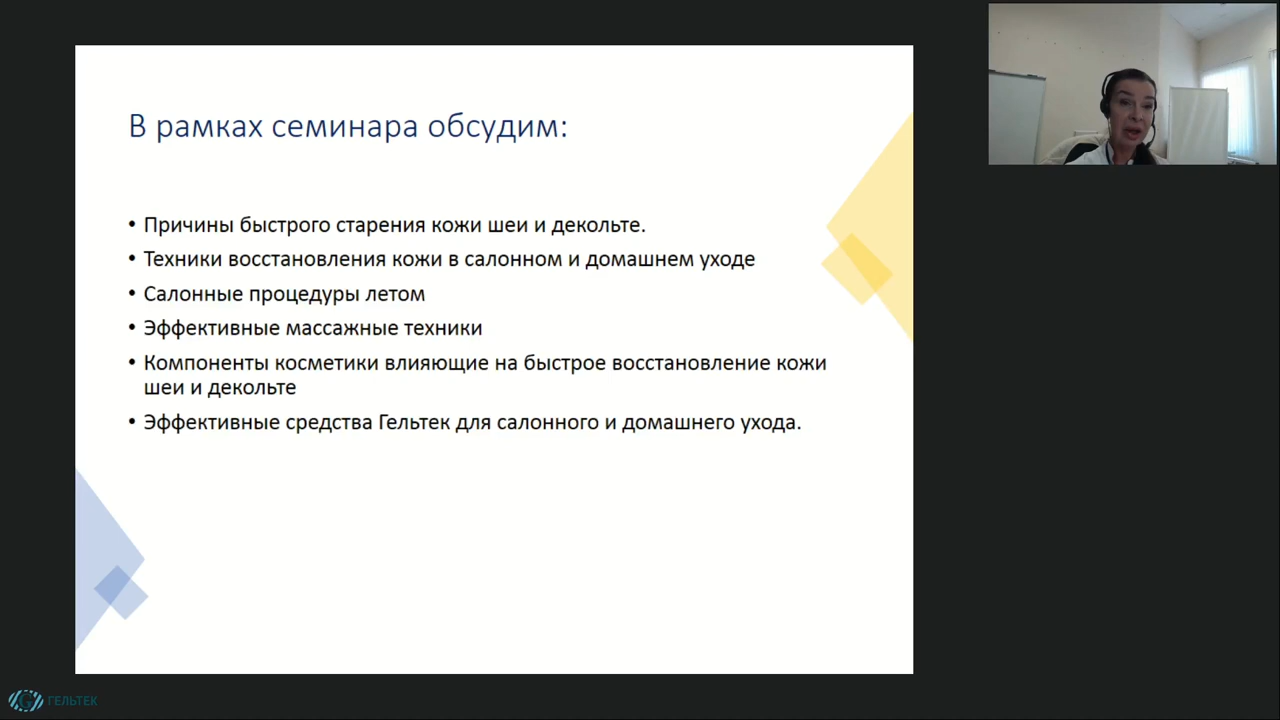 В рамках семинара обсудим:
• Причины быстрого старения кожи шеи и декольте.
• Техники восстановления кожи в салонном и домашнем уходе
• Салонные процедуры летом
• Эффективные массажные техники
• Компоненты косметики влияющие на быстрое восстановление кожи
шеи и декольте
• Эффективные средства Гельтек для салонного и домашнего ухода.
ГЕЛЬТЕК